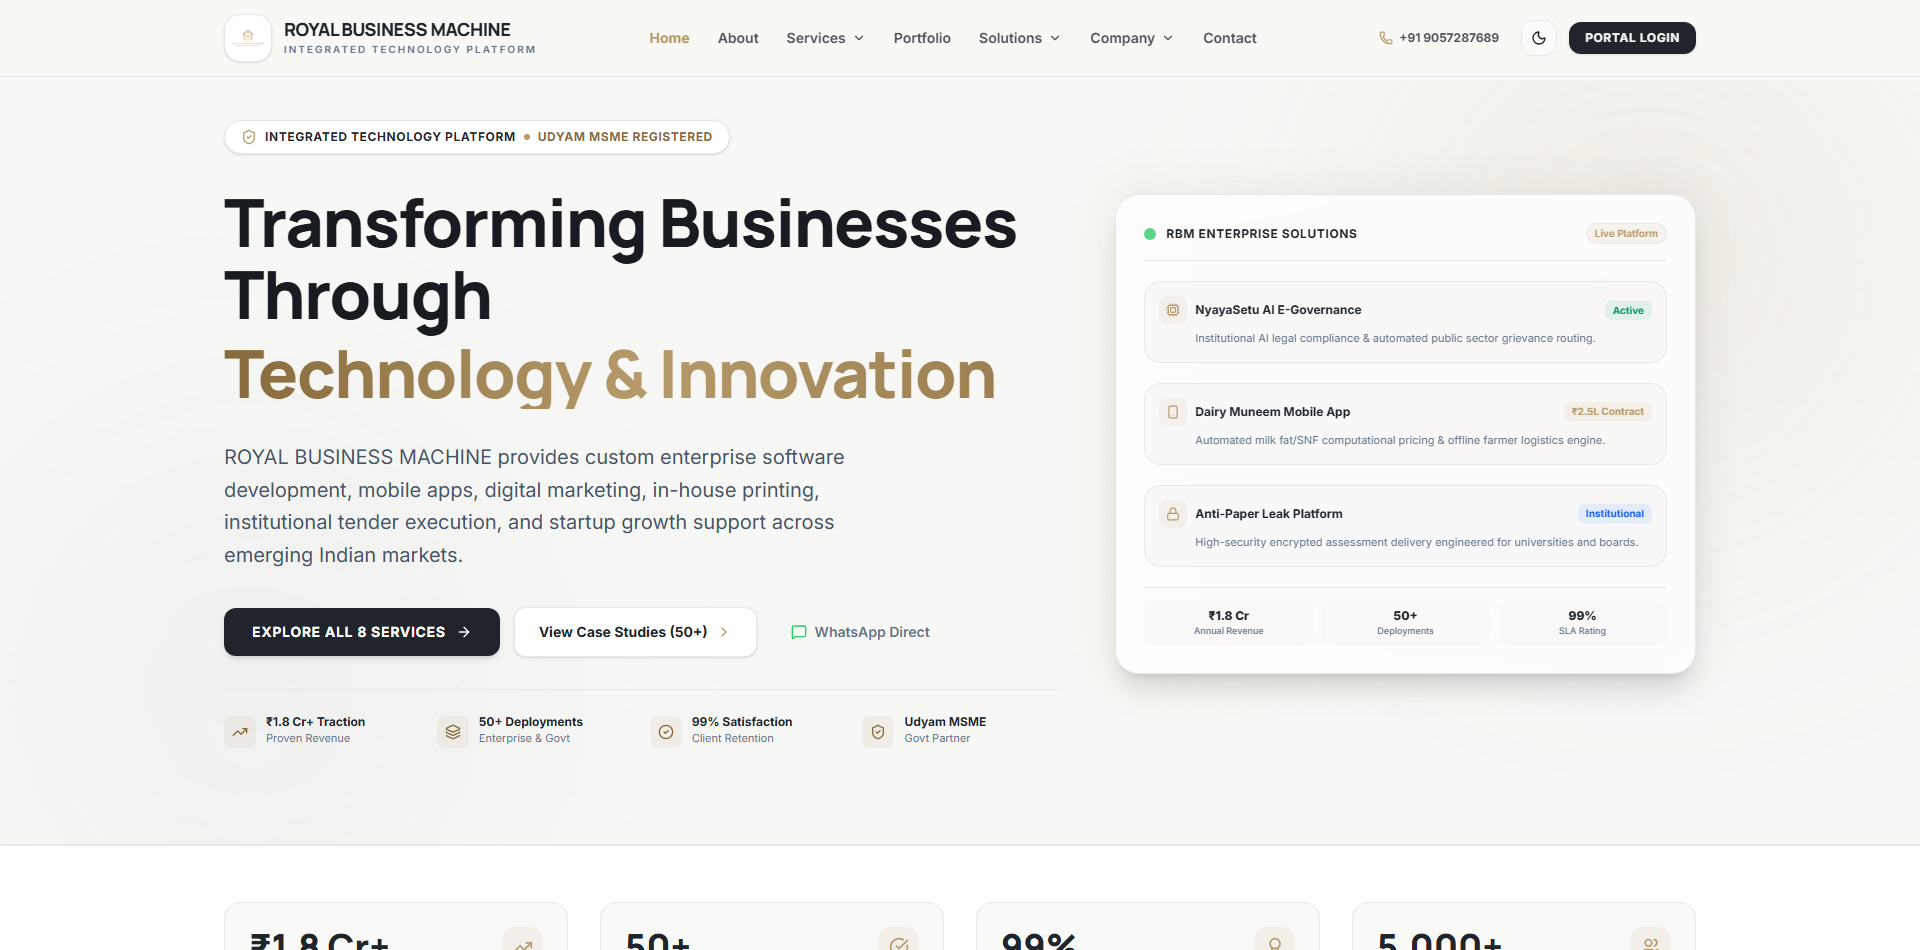 ROYAL BUSINESS MACHINE
INTEGRATED TECHNOLOGY PLATFORM
Home
About
Services
Portfolio
Solutions
Company
Contact
+91 9057287689
PORTAL LOGIN
INTEGRATED TECHNOLOGY PLATFORM • UDYAM MSME REGISTERED
Transforming Businesses
Through
Technology & Innovation
ROYAL BUSINESS MACHINE provides custom enterprise software
development, mobile apps, digital marketing, in-house printing,
institutional tender execution, and startup growth support across
emerging Indian markets.
EXPLORE ALL 8 SERVICES
View Case Studies (50+)
WhatsApp Direct
₹1.8 Cr+ Traction
Proven Revenue
50+ Deployments
Enterprise & Govt
99% Satisfaction
Client Retention
Udyam MSME
Govt Partner
RBM ENTERPRISE SOLUTIONS
Live Platform
NyayaSetu AI E-Governance
Active
Institutional AI legal compliance & automated public sector grievance routing.
Dairy Muneem Mobile App
₹2.5L Contract
Automated milk fat/SNF computational pricing & offline farmer logistics engine.
Anti-Paper Leak Platform
Institutional
High-security encrypted assessment delivery engineered for universities and boards.
₹1.8 Cr
Annual Revenue
50+
Deployments
99%
SLA Rating
₹1.8 Cr+
50+
99%
5,000+